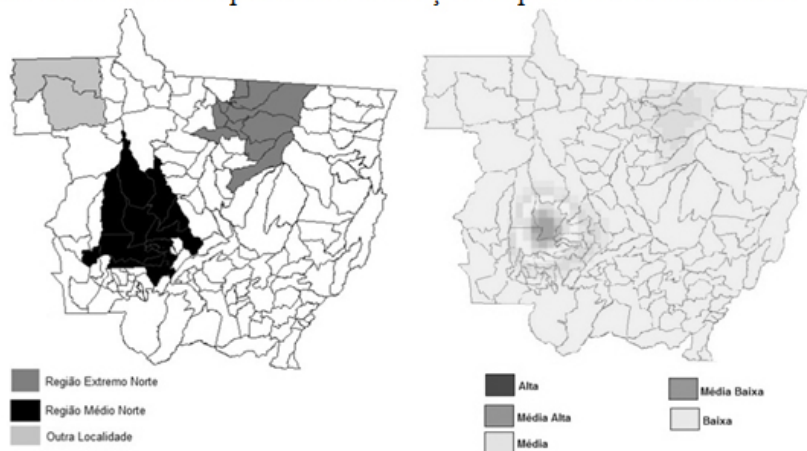 Região Extremo Norte
Região Médio Norte
Outra Localidade
Alta
Média Alta
Média
Média Baixa
Baixa